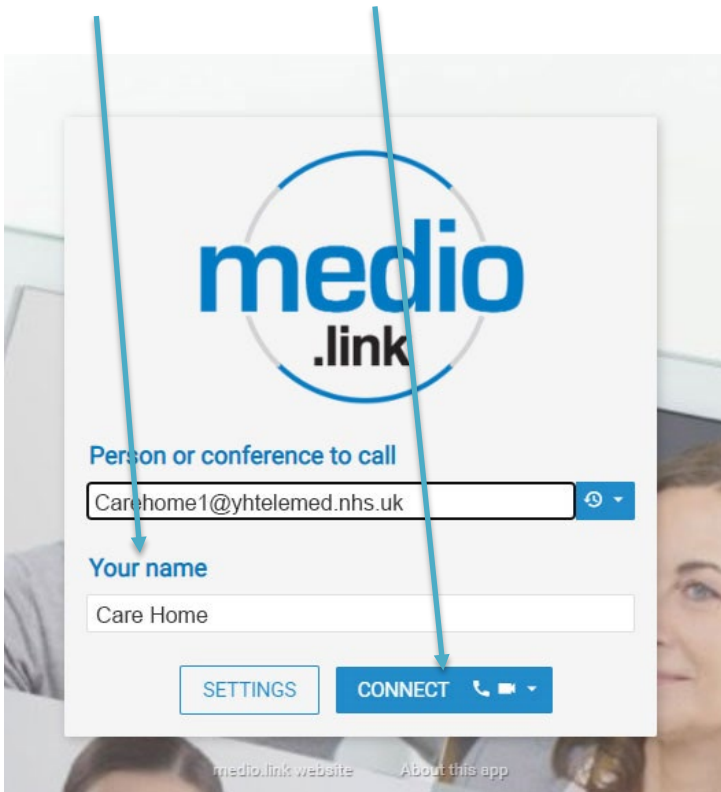 medio
.link
Person or conference to call
Carehome1@yhtelemed.nhs.uk
Your name
Care Home
SETTINGS CONNECT
medio.link website About this app